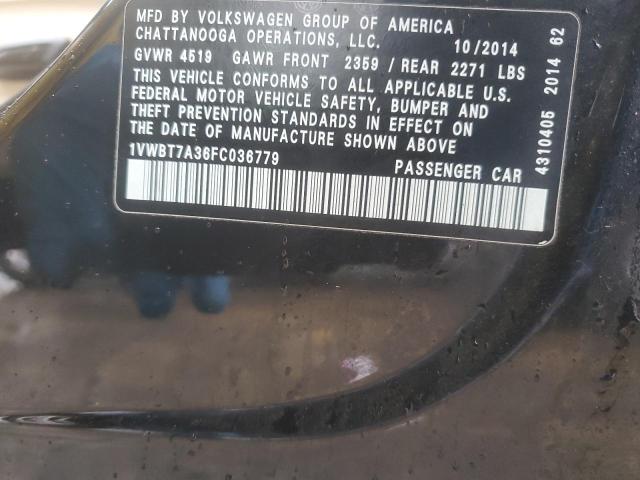 MFD BY VOLKSWAGEN GROUP OF AMERICA
CHATTANOOGA OPERATIONS, LLC. 10/2014
GVWR 4519 GAWR FRONT 2359 / REAR 2271 LBS
THIS VEHICLE CONFORMS TO ALL APPLICABLE U.S.
FEDERAL MOTOR VEHICLE SAFETY, BUMPER AND
THEFT PREVENTION STANDARDS IN EFFECT ON
THE DATE OF MANUFACTURE SHOWN ABOVE
1VWBT7A36FC036779 PASSENGER CAR
4310405 2014 62